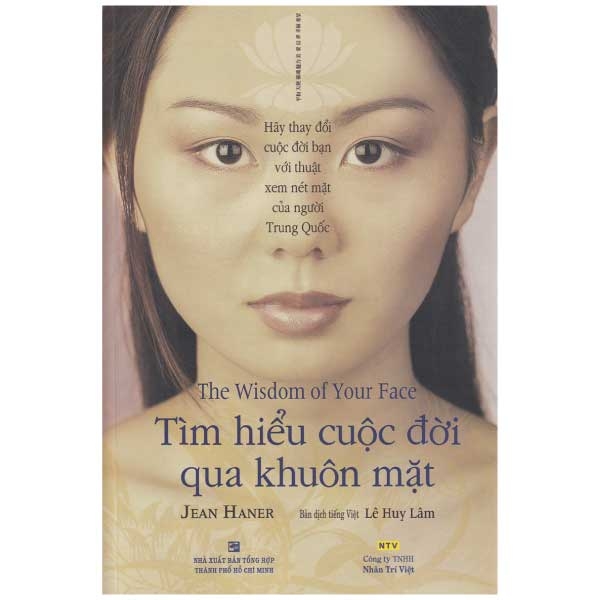 Hãy thay đổi
cuộc đời bạn
với thuật
xem nét mặt
của người
Trung Quốc
The Wisdom of Your Face
Tìm hiểu cuộc đời
qua khuôn mặt
JEAN HANER
Bản dịch tiếng Việt Lê Huy Lâm
NHÀ XUẤT BẢN TỔNG HỢP
THÀNH PHỐ HỒ CHÍ MINH
NTV
Công ty TNHH
Nhân Trí Việt